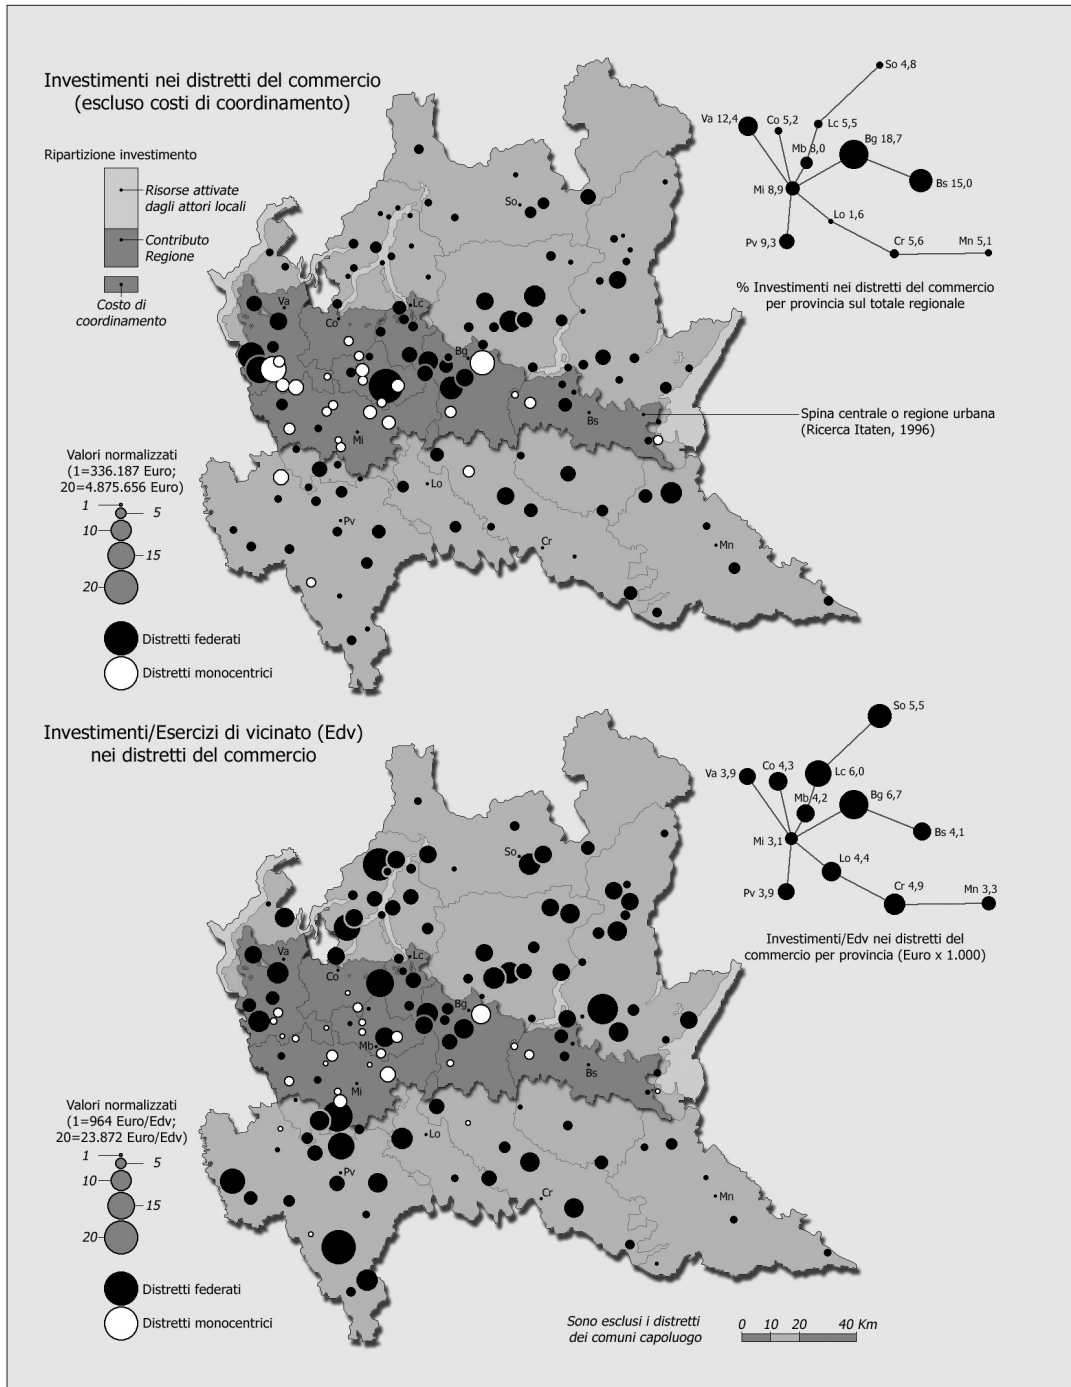 Investimenti nei distretti del commercio
(escluso costi di coordinamento)
Ripartizione investimento
Risorse attivate
dagli attori locali
Contributo
Regione
Costo di
coordinamento
So 4,8
Va 12,4
Co 5,2
Lc 5,5
Bg 18,7
Mb 8,0
Mi 8,9
Bs 15,0
Lo 1,6
Pv 9,3
Cr 5,6
Mn 5,1
% Investimenti nei distretti del commercio
per provincia sul totale regionale
So
Va
Lc
Co
Bg
Bs
Mi
Lo
Pv
Cr
Mn
Spina centrale o regione urbana
(Ricerca Itaten, 1996)
Valori normalizzati
(1=336.187 Euro;
20=4.875.656 Euro)
1
5
10
15
20
Distretti federati
Distretti monocentrici
Investimenti/Esercizi di vicinato (Edv)
nei distretti del commercio
So 5,5
Va 3,9
Co 4,3
Lc 6,0
Bg 6,7
Mb 4,2
Mi 3,1
Bs 4,1
Lo 4,4
Pv 3,9
Cr 4,9
Mn 3,3
Investimenti/Edv nei distretti del
commercio per provincia (Euro x 1.000)
So
Va
Lc
Co
Bg
Mb
Bs
Mi
Lo
Pv
Cr
Mn
Valori normalizzati
(1=964 Euro/Edv;
20=23.872 Euro/Edv)
1
5
10
15
20
Distretti federati
Distretti monocentrici
Sono esclusi i distretti
dei comuni capoluogo
0 10 20 40 Km